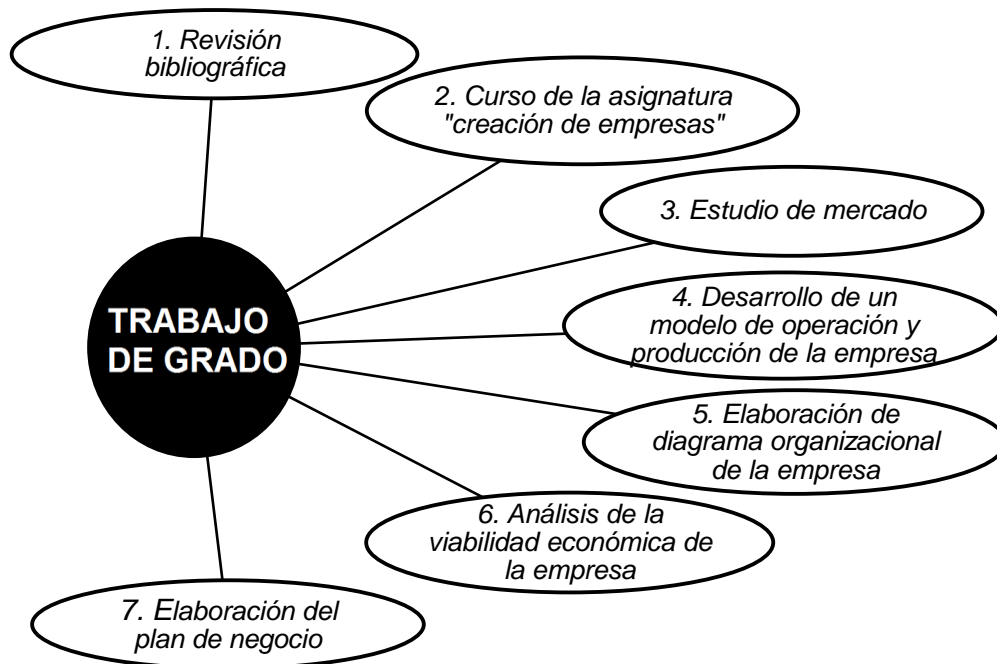 1. Revisión
bibliográfica
2. Curso de la asignatura
"creación de empresas"
3. Estudio de mercado
TRABAJO
DE GRADO
4. Desarrollo de un
modelo de operación y
producción de la empresa
5. Elaboración de
diagrama organizacional
de la empresa
6. Análisis de la
viabilidad económica de
la empresa
7. Elaboración del
plan de negocio